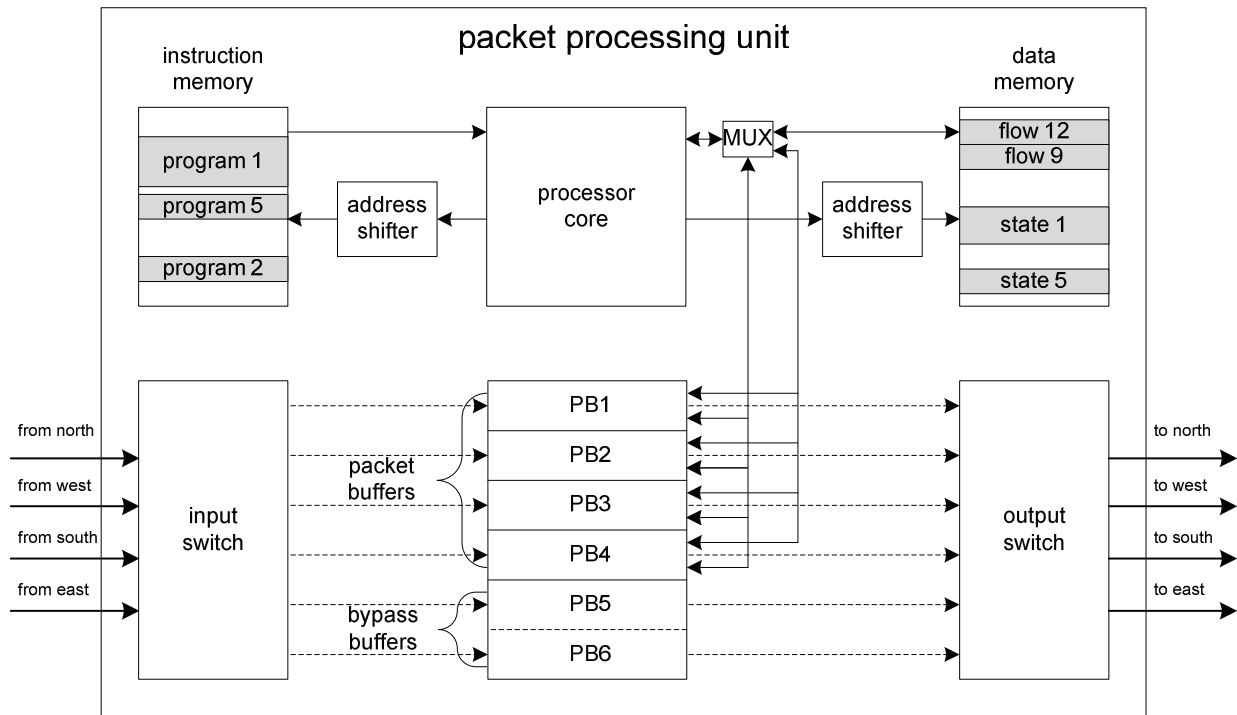 packet processing unit
instruction
memory
data
memory
program 1
program 5
program 2
address
shifter
processor
core
MUX
address
shifter
flow 12
flow 9
state 1
state 5
from north
from west
from south
from east
input
switch
packet
buffers
bypass
buffers
PB1
PB2
PB3
PB4
PB5
PB6
output
switch
to north
to west
to south
to east